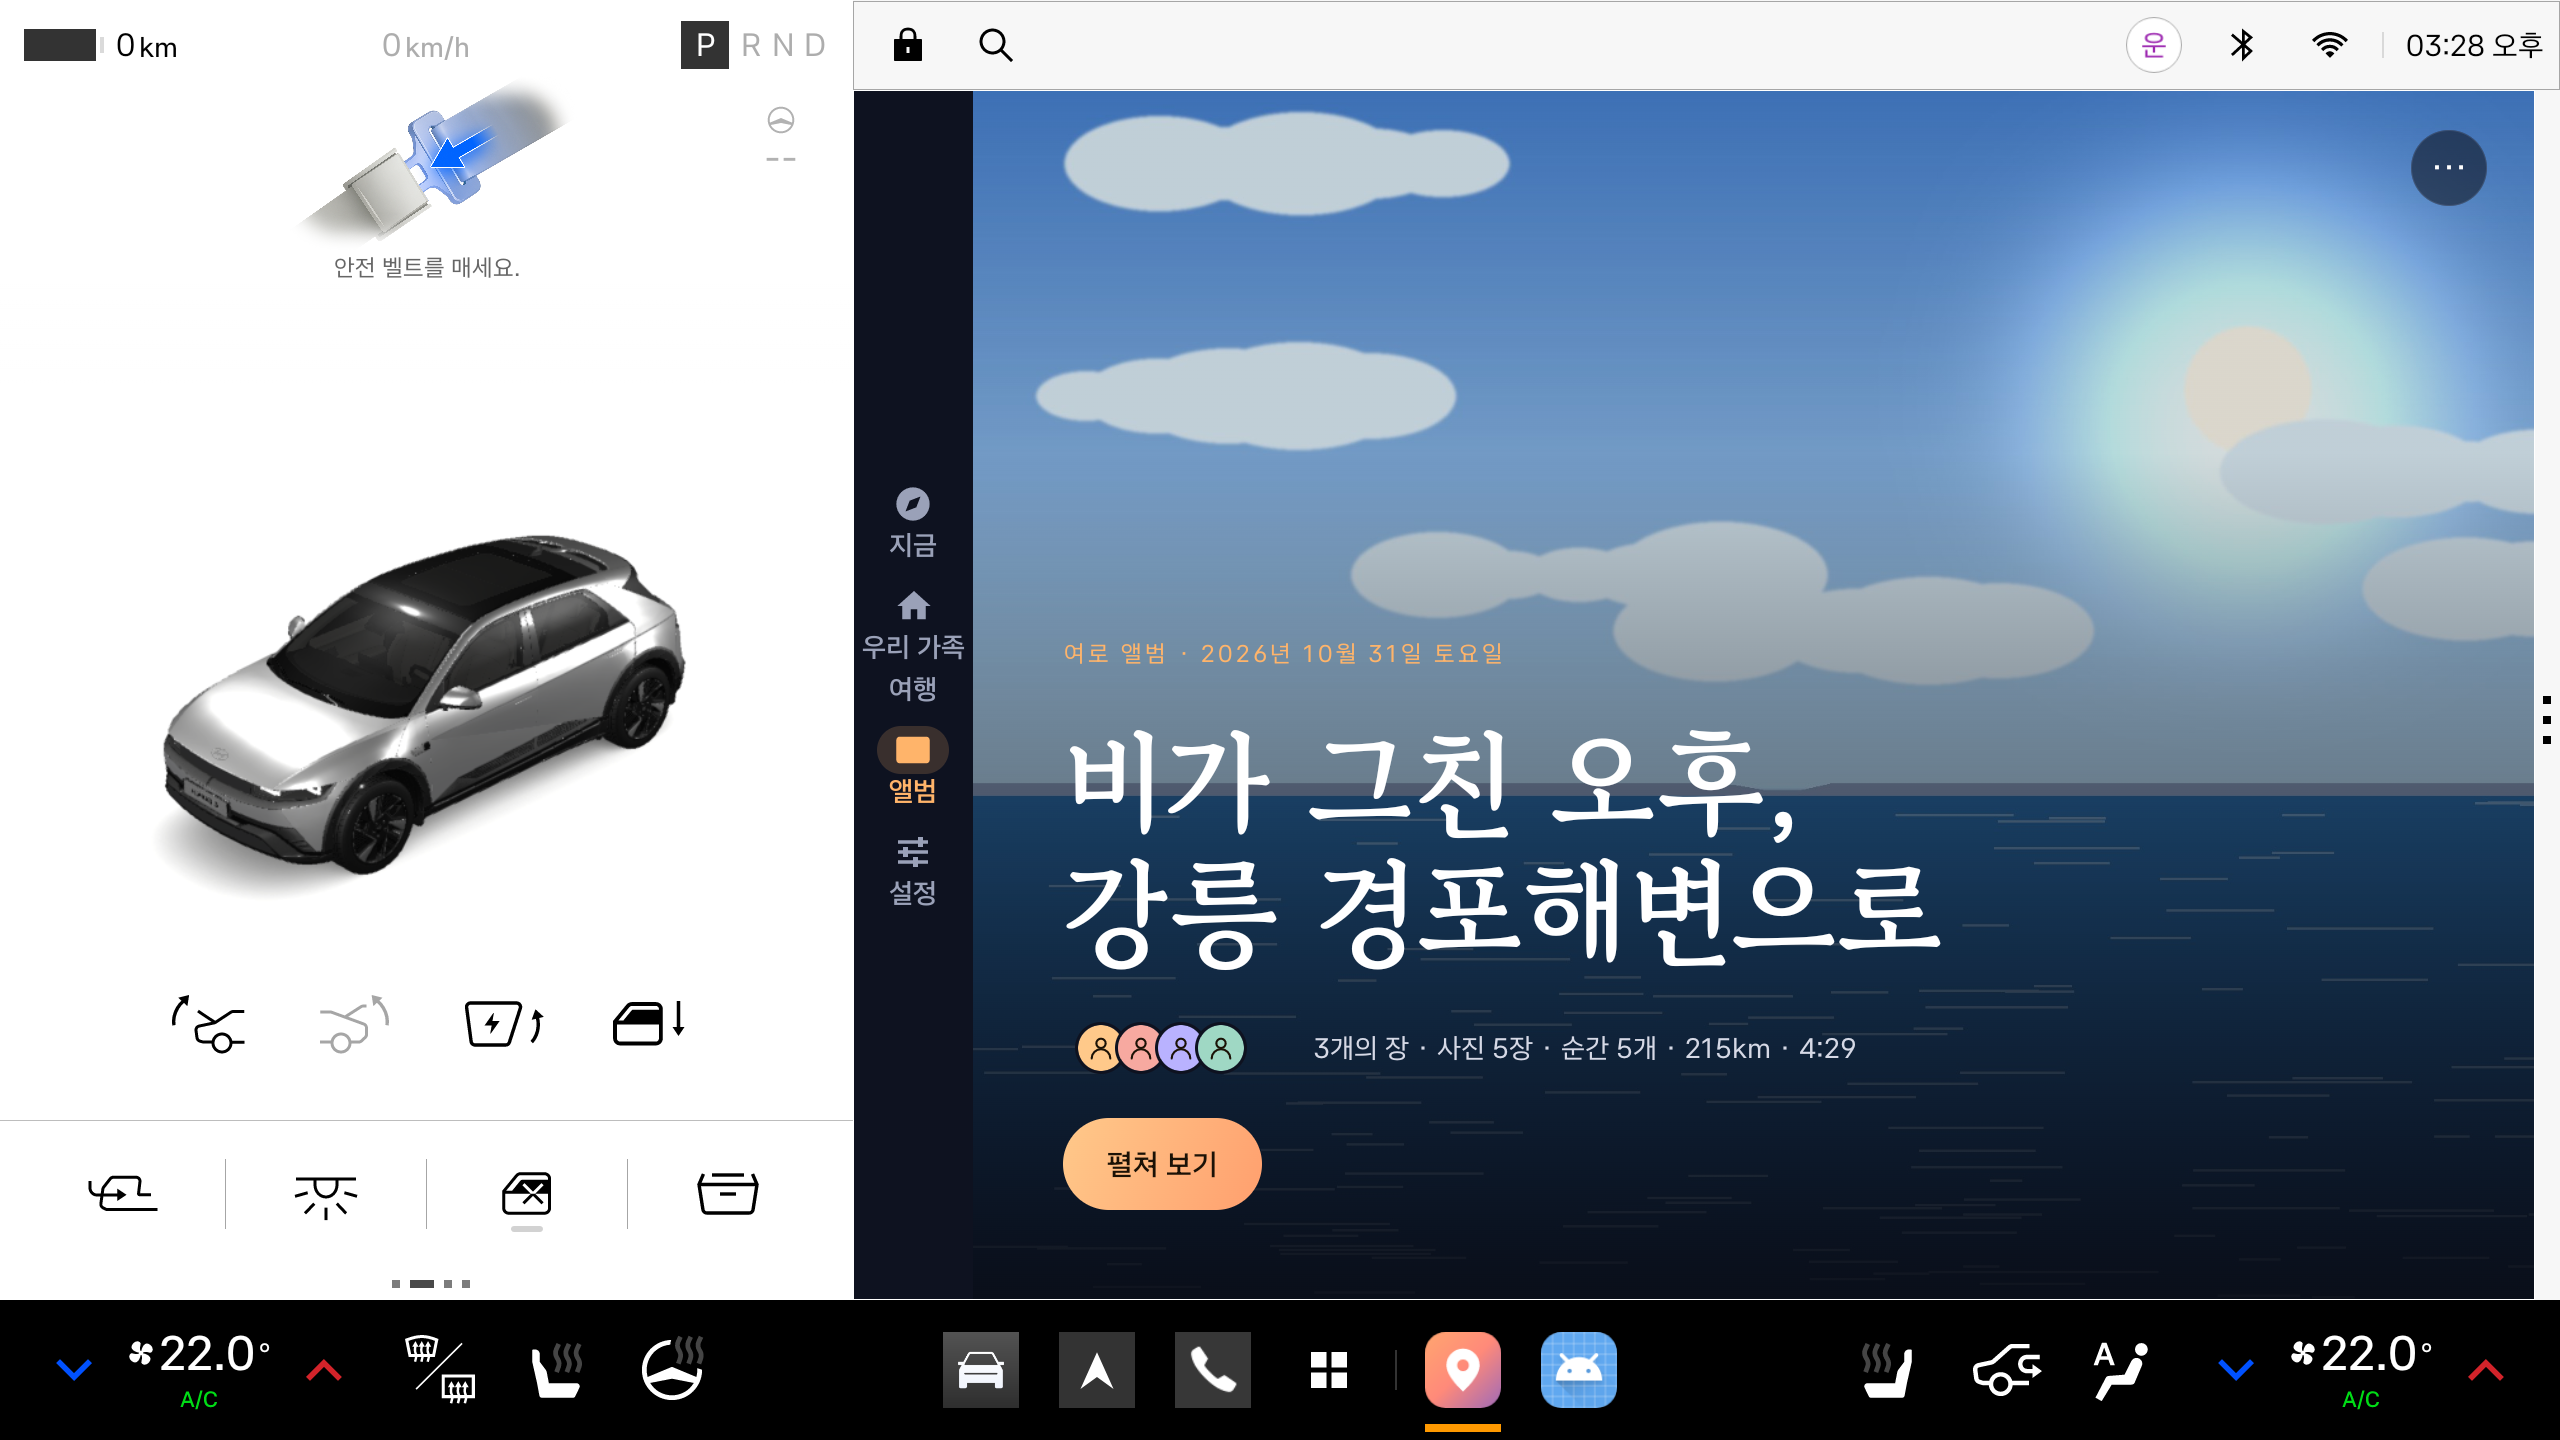 0 km
0 km/h
P R N D
안전 벨트를 매세요.
운
03:28 오후
지금
우리 가족
여행
앨범
설정
여로 앨범 · 2026년 10월 31일 토요일
비가 그친 오후,
강릉 경포해변으로
3개의 장 · 사진 5장 · 순간 5개 · 215km · 4:29
펼쳐 보기
22.0°
A/C
A
22.0°
A/C